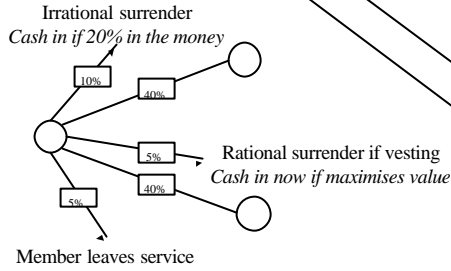 Irrational surrender
Cash in if 20% in the money
10%
40%
5%
Rational surrender if vesting
Cash in now if maximises value
40%
5%
Member leaves service